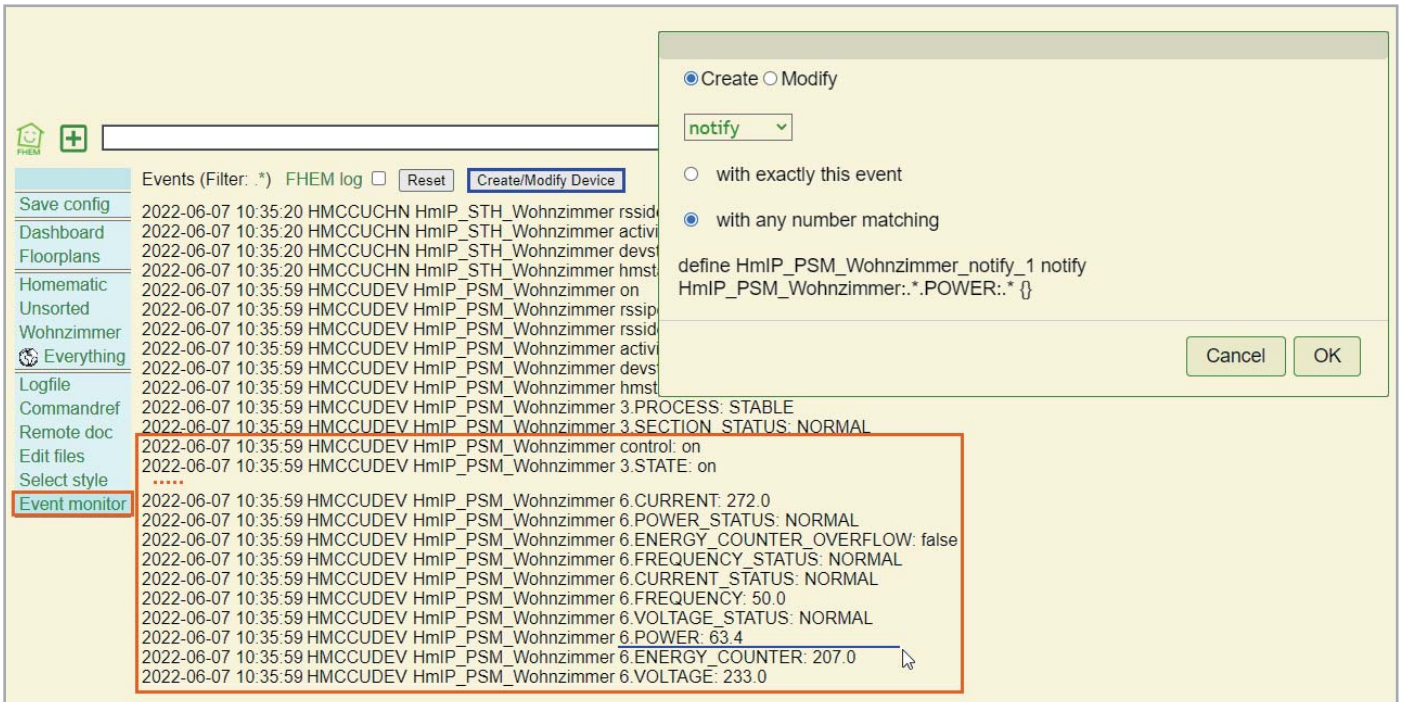 Create Modify
notify
with exactly this event
with any number matching
define HmIP_PSM_Wohnzimmer_notify_1 notify
HmIP_PSM_Wohnzimmer:.*.POWER:.* {}
Cancel OK
FHEM
Save config
Dashboard
Floorplans
Homematic
Unsorted
Wohnzimmer
Everything
Logfile
Commandref
Remote doc
Edit files
Select style
Event monitor
Events (Filter: .*) FHEM log Reset Create/Modify Device
2022-06-07 10:35:20 HMCCUCHN HmIP_STH_Wohnzimmer rsside
2022-06-07 10:35:20 HMCCUCHN HmIP_STH_Wohnzimmer activi
2022-06-07 10:35:20 HMCCUCHN HmIP_STH_Wohnzimmer devst
2022-06-07 10:35:20 HMCCUCHN HmIP_STH_Wohnzimmer hmst
2022-06-07 10:35:59 HMCCUDEV HmIP_PSM_Wohnzimmer on
2022-06-07 10:35:59 HMCCUDEV HmIP_PSM_Wohnzimmer rssip
2022-06-07 10:35:59 HMCCUDEV HmIP_PSM_Wohnzimmer rssid
2022-06-07 10:35:59 HMCCUDEV HmIP_PSM_Wohnzimmer activi
2022-06-07 10:35:59 HMCCUDEV HmIP_PSM_Wohnzimmer devs
2022-06-07 10:35:59 HMCCUDEV HmIP_PSM_Wohnzimmer hmst
2022-06-07 10:35:59 HMCCUDEV HmIP_PSM_Wohnzimmer 3.PROCESS: STABLE
2022-06-07 10:35:59 HMCCUDEV HmIP_PSM_Wohnzimmer 3.SECTION_STATUS: NORMAL
2022-06-07 10:35:59 HMCCUDEV HmIP_PSM_Wohnzimmer control: on
2022-06-07 10:35:59 HMCCUDEV HmIP_PSM_Wohnzimmer 3.STATE: on
.....
2022-06-07 10:35:59 HMCCUDEV HmIP_PSM_Wohnzimmer 6.CURRENT: 272.0
2022-06-07 10:35:59 HMCCUDEV HmIP_PSM_Wohnzimmer 6.POWER_STATUS: NORMAL
2022-06-07 10:35:59 HMCCUDEV HmIP_PSM_Wohnzimmer 6.ENERGY_COUNTER_OVERFLOW: false
2022-06-07 10:35:59 HMCCUDEV HmIP_PSM_Wohnzimmer 6.FREQUENCY_STATUS: NORMAL
2022-06-07 10:35:59 HMCCUDEV HmIP_PSM_Wohnzimmer 6.CURRENT_STATUS: NORMAL
2022-06-07 10:35:59 HMCCUDEV HmIP_PSM_Wohnzimmer 6.FREQUENCY: 50.0
2022-06-07 10:35:59 HMCCUDEV HmIP_PSM_Wohnzimmer 6.VOLTAGE_STATUS: NORMAL
2022-06-07 10:35:59 HMCCUDEV HmIP_PSM_Wohnzimmer 6.POWER: 63.4
2022-06-07 10:35:59 HMCCUDEV HmIP_PSM_Wohnzimmer 6.ENERGY_COUNTER: 207.0
2022-06-07 10:35:59 HMCCUDEV HmIP_PSM_Wohnzimmer 6.VOLTAGE: 233.0